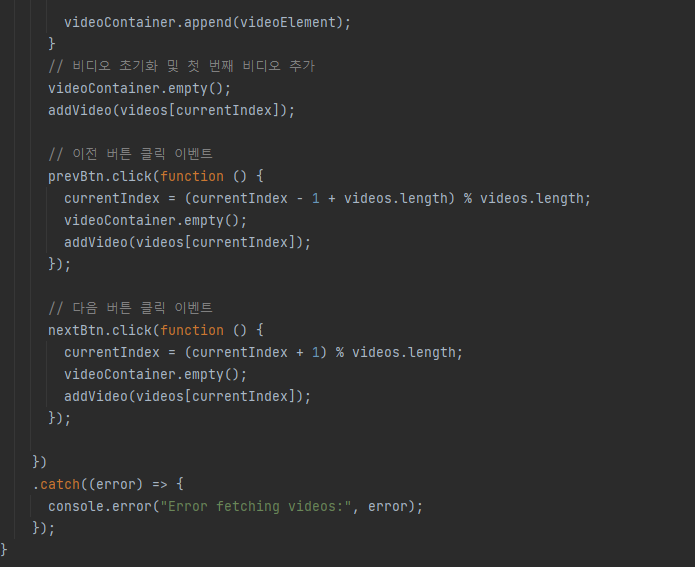 videoContainer.append(videoElement);
}
// 비디오 초기화 및 첫 번째 비디오 추가
videoContainer.empty();
addVideo(videos[currentIndex]);
// 이전 버튼 클릭 이벤트
prevBtn.click(function () {
currentIndex = (currentIndex - 1 + videos.length) % videos.length;
videoContainer.empty();
addVideo(videos[currentIndex]);
});
// 다음 버튼 클릭 이벤트
nextBtn.click(function () {
currentIndex = (currentIndex + 1) % videos.length;
videoContainer.empty();
addVideo(videos[currentIndex]);
});
})
.catch((error) => {
console.error("Error fetching videos:", error);
});
}